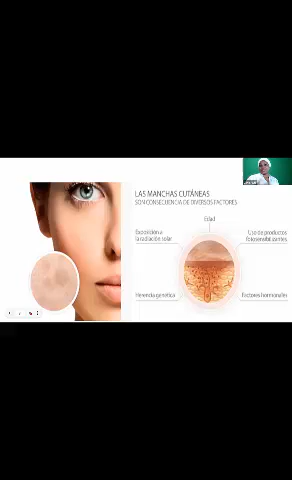 LAS MANCHAS CUTÁNEAS
SON CONSECUENCIA DE DIVERSOS FACTORES
Edad
Exposición a
la radiación solar
Uso de productos
fotosensibilizantes
Herencia genética
Factores hormonales